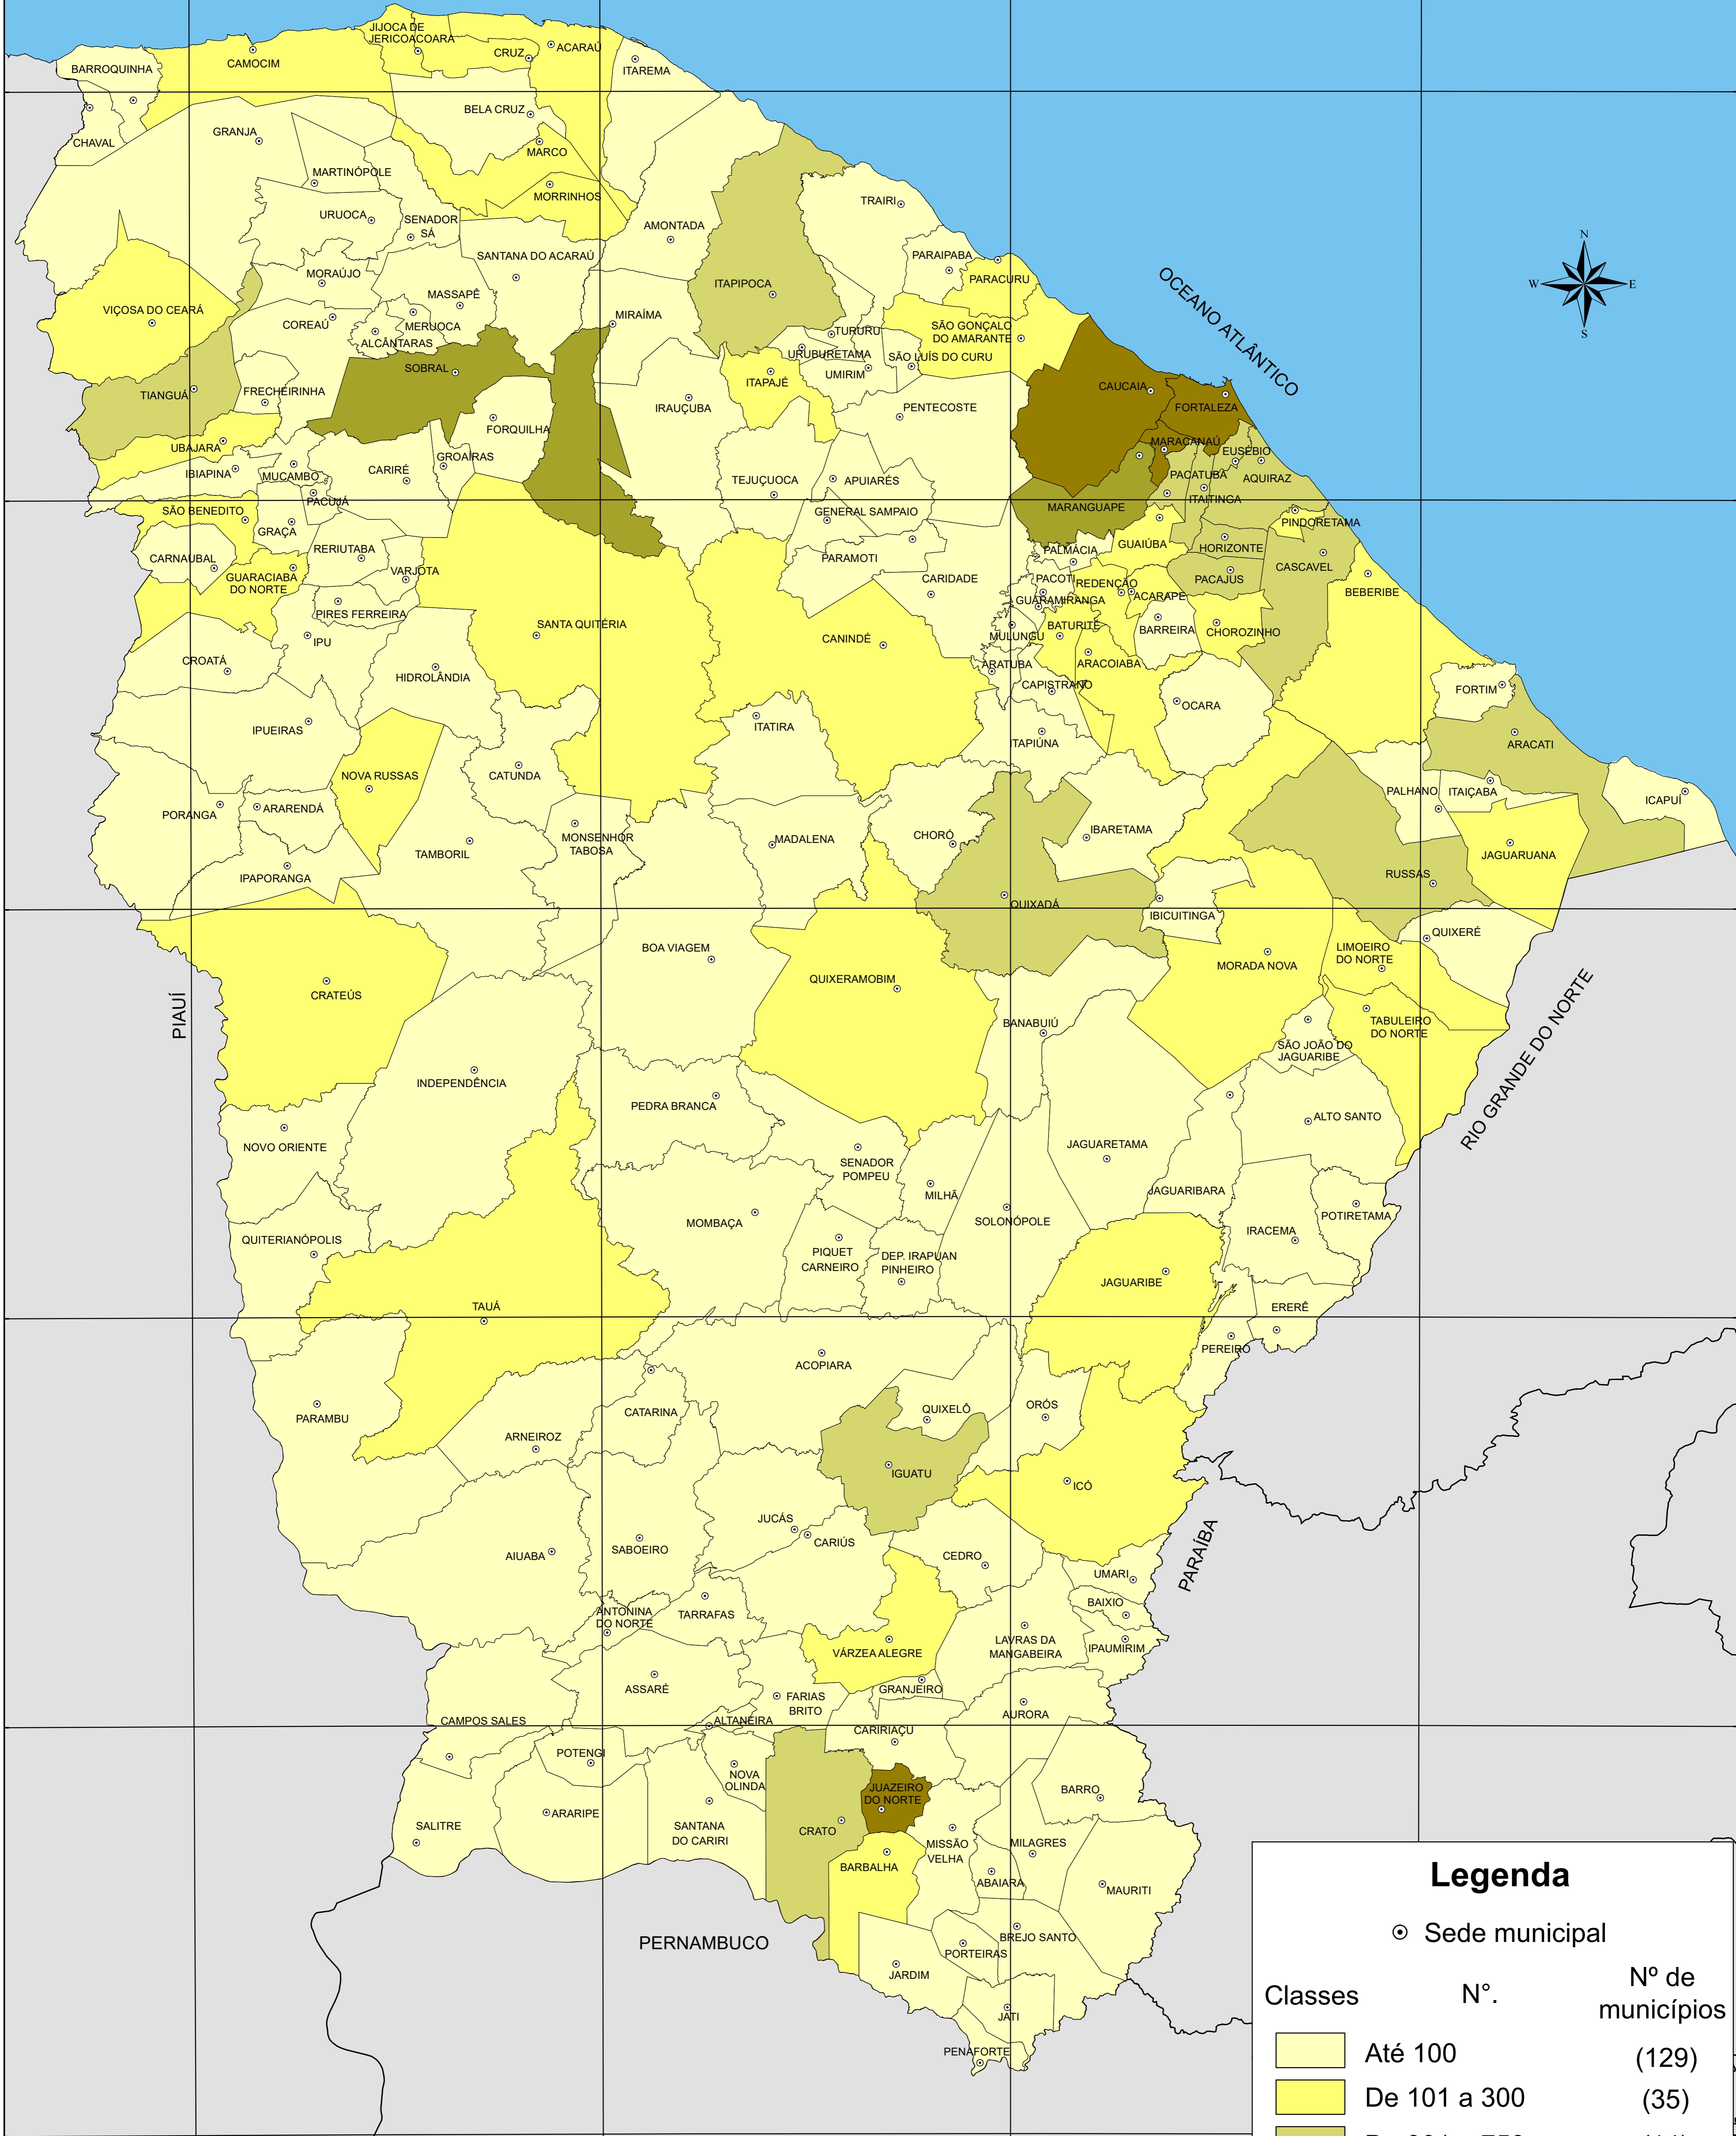 JIJOCA DE
JERICOACOARA
CRUZ
ACARAÚ
CAMOCIM
BARROQUINHA
ITAREMA
BELA CRUZ
CHAVAL
GRANJA
MARCO
MARTINÓPOLE
MORRINHOS
TRAIRI
URUOCA
SENADOR
SÁ
AMONTADA
N
W
E
S
SANTANA DO ACARAÚ
PARAIPABA
PARACURU
MORAÚJO
ITAPIPOCA
OCEANO ATLÂNTICO
MASSAPÊ
VIÇOSA DO CEARÁ
MIRAÍMA
COREAÚ
MERUOCA
ALCÂNTARAS
TURURU
SÃO GONÇALO
DO AMARANTE
URUBURETAMA
SÃO LUÍS DO CURU
UMIRIM
SOBRAL
ITAPAJÉ
CAUCAIA
TIANGUÁ
FRECHEIRINHA
IRAUÇUBA
PENTECOSTE
FORTALEZA
FORQUILHA
UBAJARA
GROAÍRAS
MARACANAÚ
EUSÉBIO
IBIAPINA
MUCAMBO
CARIRÉ
TEJUÇUOCA
APUIARÉS
PACATUBA
AQUIRAZ
PACUJÁ
ITAITINGA
SÃO BENEDITO
GENERAL SAMPAIO
MARANGUAPE
PINDORETAMA
GRAÇA
CARNAUBAL
RERIUTABA
PARAMOTI
PALMÁCIA
GUAIÚBA
HORIZONTE
GUARACIABA
DO NORTE
VARJOTA
CARIDADE
PACOTI
REDENÇÃO
PACAJUS
CASCAVEL
PIRES FERREIRA
GUARAMIRANGA
ACARAPE
BEBERIBE
SANTA QUITÉRIA
CANINDÉ
MULUNGU
BATURITÉ
BARREIRA
CHOROZINHO
IPU
CROATÁ
HIDROLÂNDIA
ARATUBA
ARACOIABA
CAPISTRANO
FORTIM
OCARA
IPUEIRAS
ITATIRA
ITAPIÚNA
ARACATI
NOVA RUSSAS
CATUNDA
PORANGA
ARARENDÁ
PALHANO
ITAIÇABA
ICAPUÍ
TAMBORIL
MONSENHOR
TABOSA
MADALENA
CHORÓ
IBARETAMA
JAGUARUANA
IPAPORANGA
RUSSAS
QUIXADÁ
IBICUITINGA
QUIXERÉ
BOA VIAGEM
LIMOEIRO
DO NORTE
MORADA NOVA
QUIXERAMOBIM
CRATEÚS
PIAUÍ
BANABUIÚ
TABULEIRO
DO NORTE
SÃO JOÃO DO
JAGUARIBE
RIO GRANDE DO NORTE
INDEPENDÊNCIA
PEDRA BRANCA
ALTO SANTO
NOVO ORIENTE
JAGUARETAMA
SENADOR
POMPEU
MILHÃ
JAGUARIBARA
SOLONÓPOLE
MOMBAÇA
POTIRETAMA
IRACEMA
QUITERIANÓPOLIS
PIQUET
CARNEIRO
DEP. IRAPUAN
PINHEIRO
JAGUARIBE
TAUÁ
ERERÊ
PEREIRO
ACOPIARA
PARAMBU
CATARINA
QUIXELÔ
ORÓS
ARNEIROZ
IGUATU
ICÓ
JUCÁS
CARIÚS
SABOEIRO
AIUABA
CEDRO
UMARI
PARAÍBA
BAIXIO
ANTONINA
DO NORTE
TARRAFAS
LAVRAS DA
MANGABEIRA
IPAUMIRIM
VÁRZEA ALEGRE
ASSARÉ
GRANJEIRO
FARIAS
BRITO
AURORA
CAMPOS SALES
ALTANEIRA
CARIRIAÇU
POTENGI
NOVA
OLINDA
JUAZEIRO
DO NORTE
BARRO
ARARIPE
SALITRE
SANTANA
DO CARIRI
CRATO
MISSÃO
VELHA
MILAGRES
BARBALHA
ABAIARA
MAURITI
PERNAMBUCO
BREJO SANTO
PORTEIRAS
JARDIM
JATI
PENAFORTE
Legenda
Sede municipal
Classes N°. Nº de
municípios
Até 100 (129)
De 101 a 300 (35)